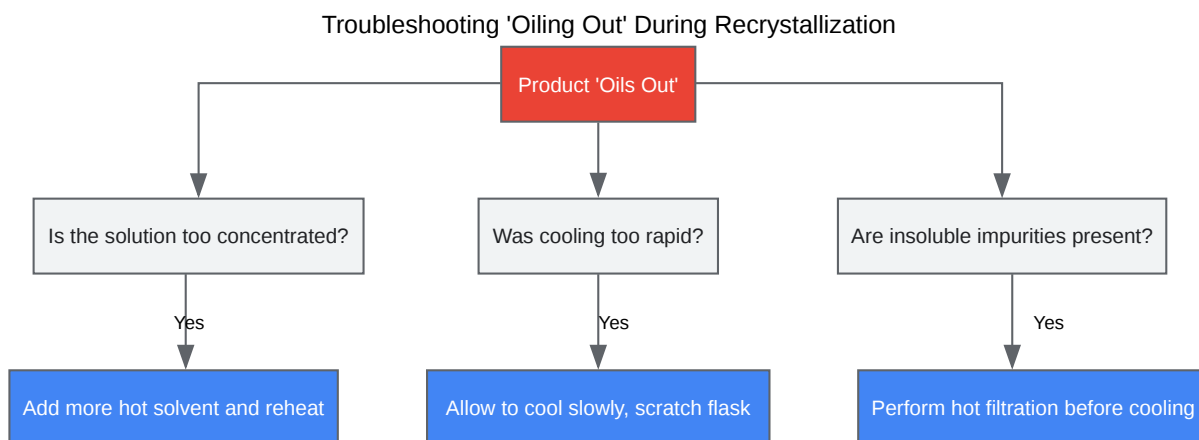 Troubleshooting 'Oiling Out' During Recrystallization
Product 'Oils Out'
Is the solution too concentrated?
Was cooling too rapid?
Are insoluble impurities present?
Yes
Yes
Yes
Add more hot solvent and reheat
Allow to cool slowly, scratch flask
Perform hot filtration before cooling